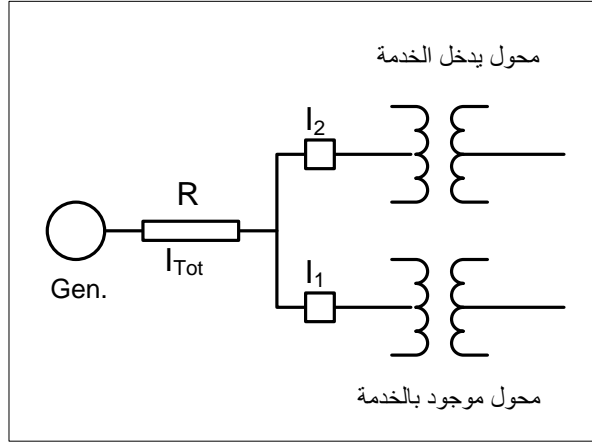 محول يدخل الخدمة
I2
R
ITot
Gen.
I1
محول موجود بالخدمة